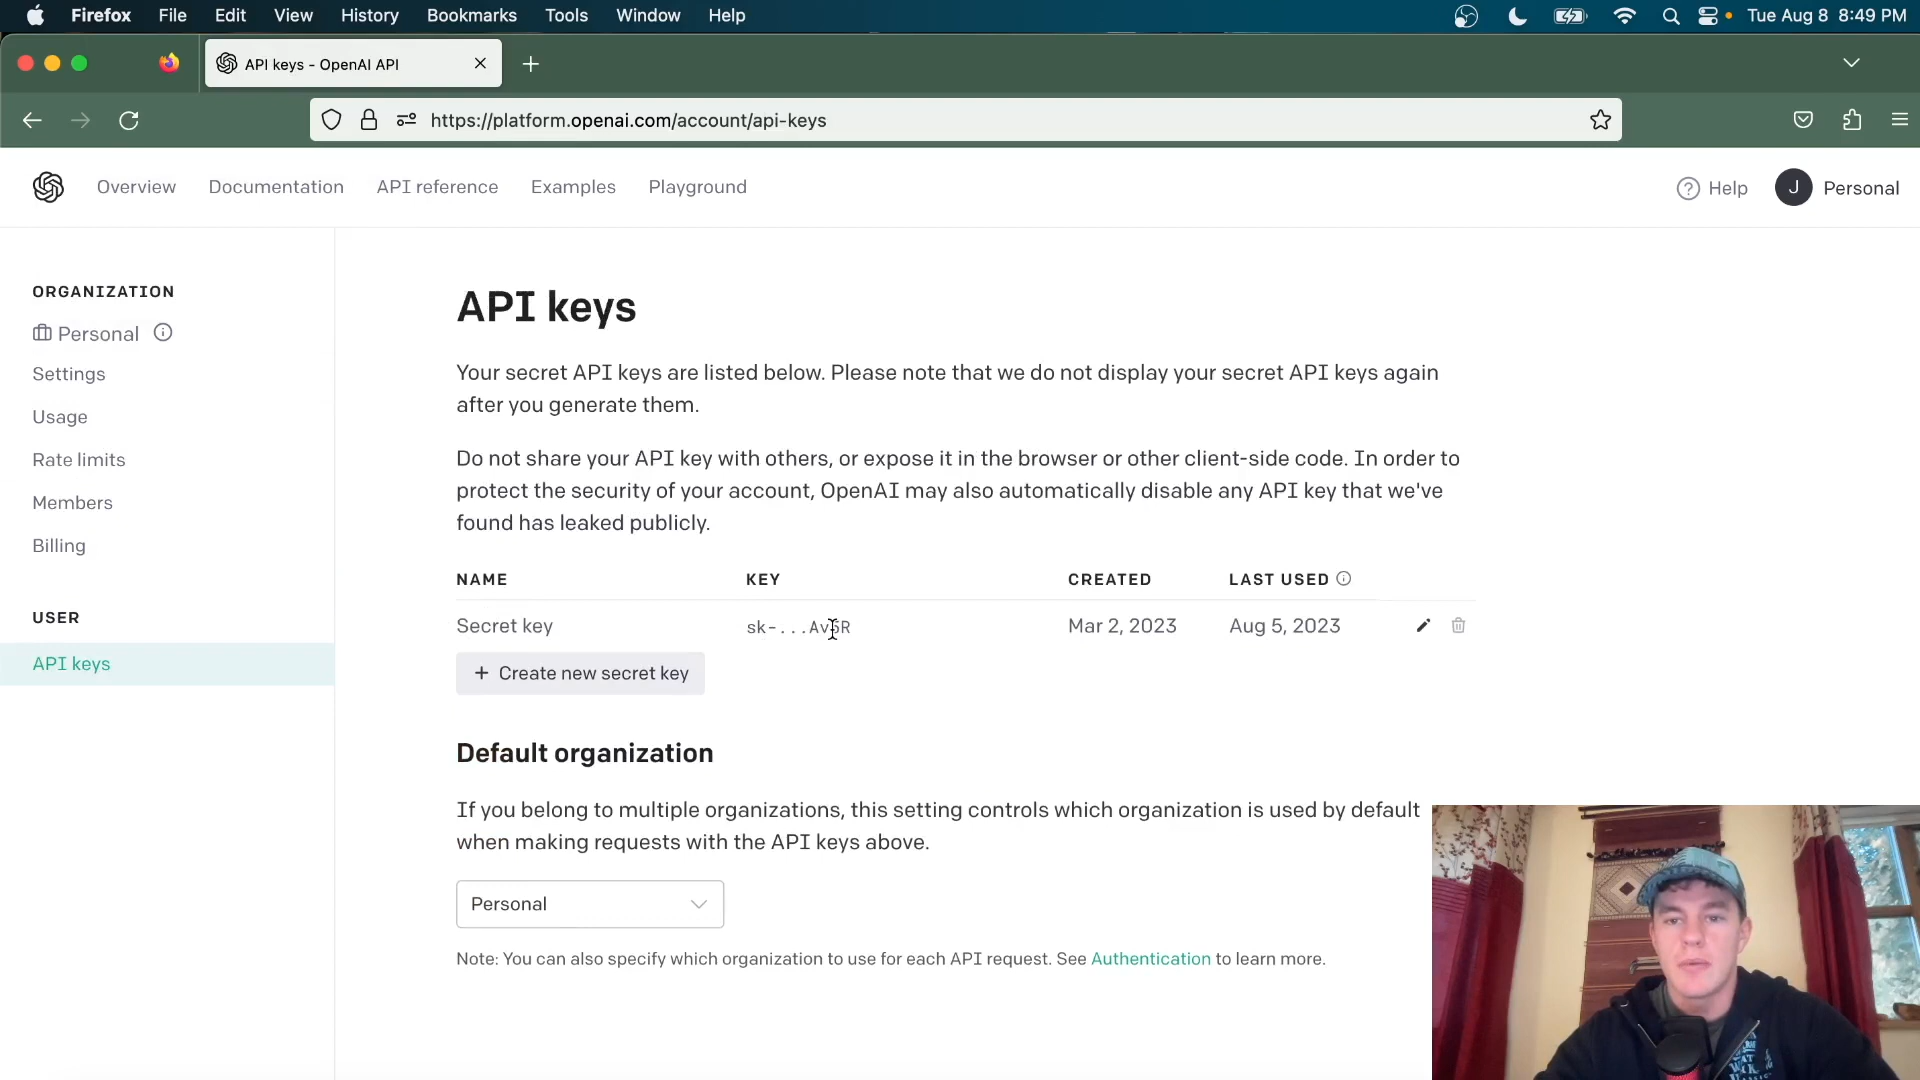 Firefox File Edit View History Bookmarks Tools Window Help Tue Aug 8 8:49 PM
API keys - OpenAI API
https://platform.openai.com/account/api-keys
Overview Documentation API reference Examples Playground Help J Personal
ORGANIZATION
Personal
Settings
Usage
Rate limits
Members
Billing
USER
API keys
API keys
Your secret API keys are listed below. Please note that we do not display your secret API keys again
after you generate them.
Do not share your API key with others, or expose it in the browser or other client-side code. In order to
protect the security of your account, OpenAI may also automatically disable any API key that we've
found has leaked publicly.
NAME KEY CREATED LAST USED
Secret key Mar 2, 2023 Aug 5, 2023
+ Create new secret key
Default organization
If you belong to multiple organizations, this setting controls which organization is used by default
when making requests with the API keys above.
Personal
Note: You can also specify which organization to use for each API request. See Authentication to learn more.